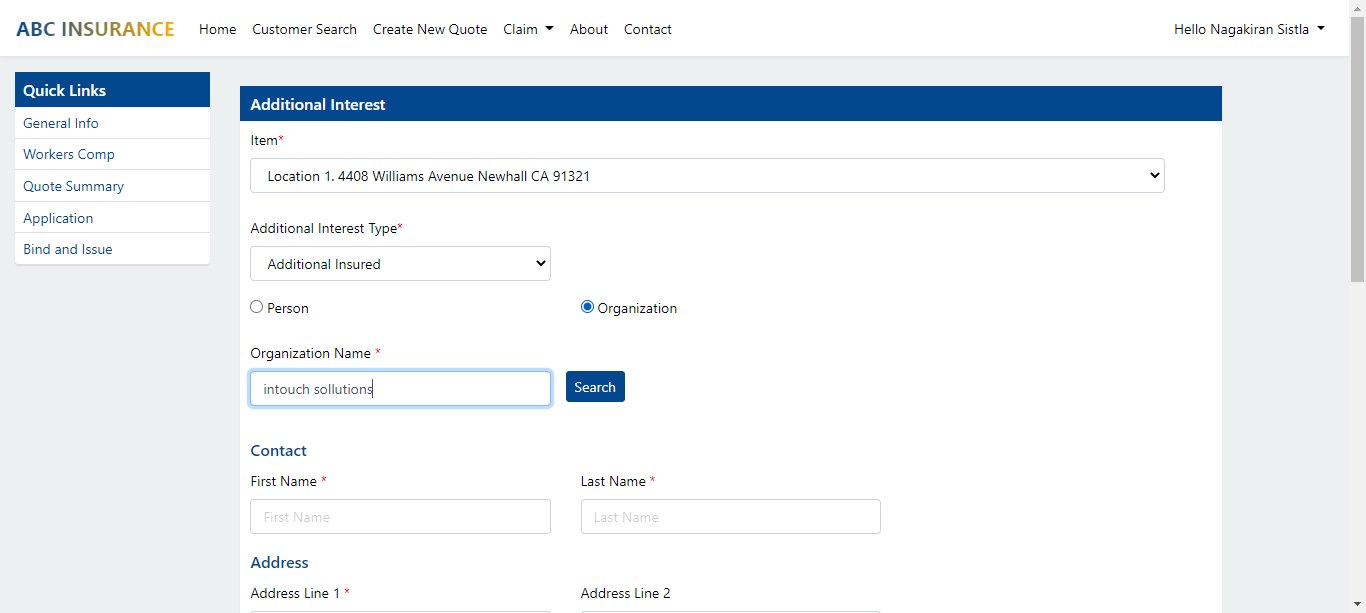 ABC INSURANCE Home Customer Search Create New Quote Claim About Contact Hello Nagakiran Sistla
Quick Links
General Info
Workers Comp
Quote Summary
Application
Bind and Issue
Additional Interest
Item*
Location 1. 4408 Williams Avenue Newhall CA 91321
Additional Interest Type*
Additional Insured
Person Organization
Organization Name *
intouch sollutions Search
Contact
First Name * Last Name *
First Name Last Name
Address
Address Line 1 * Address Line 2